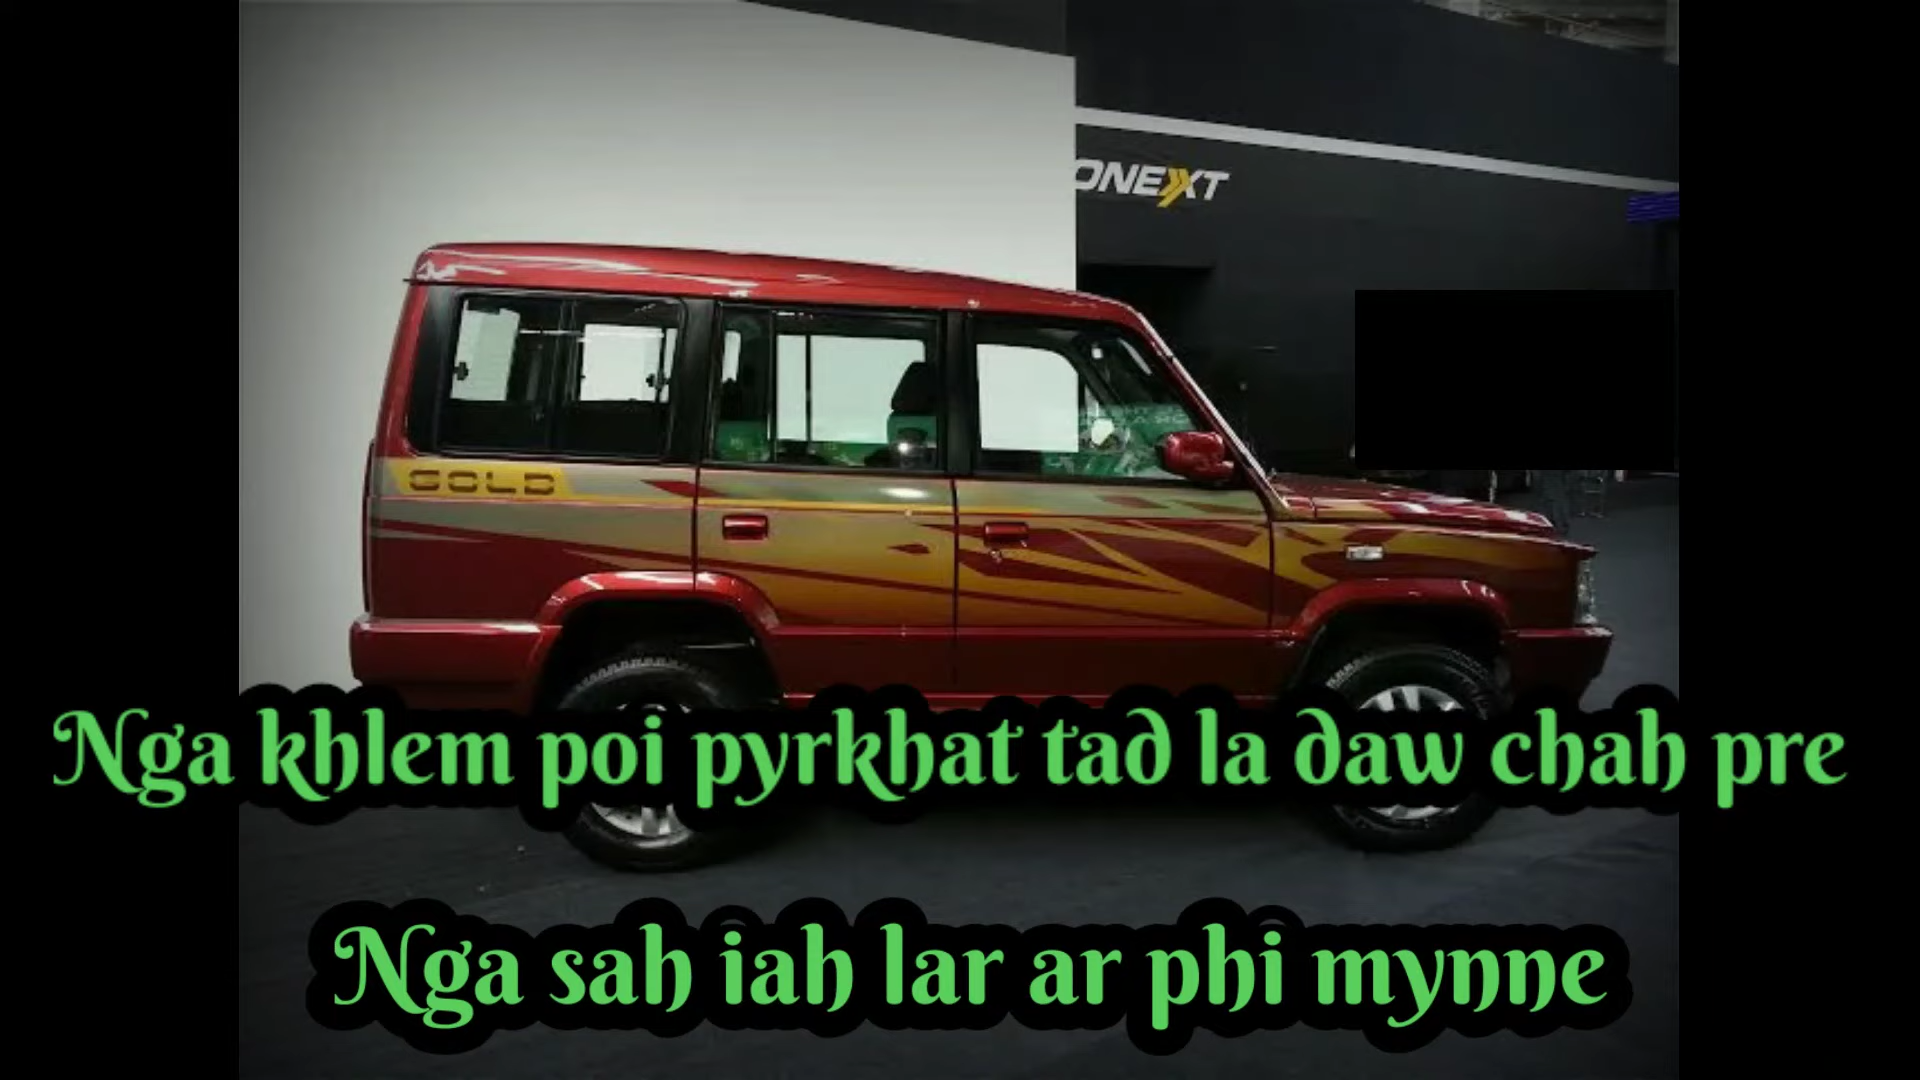 ONEXT
GOLD
Nga khlem poi pyrkhat tad la daw chah pre
Nga sah iah lar ar phi mynne